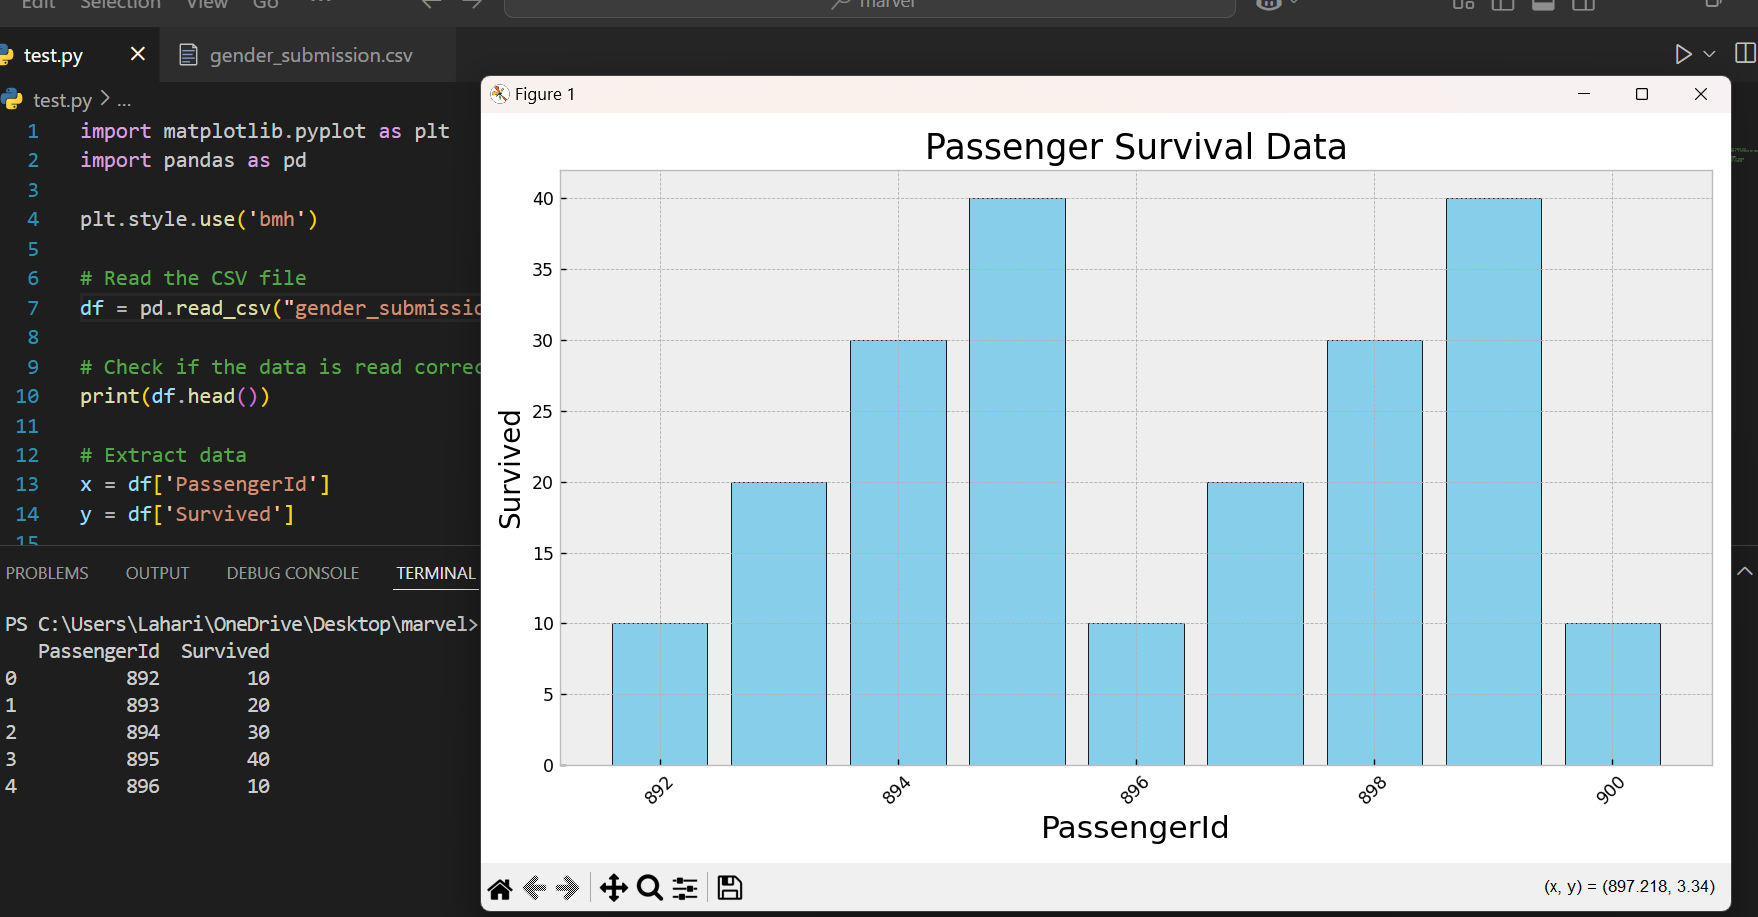 Edit Selection View Go ...
marvel
test.py gender_submission.csv
test.py > ...
1 import matplotlib.pyplot as plt
2 import pandas as pd
3
4 plt.style.use('bmh')
5
6 # Read the CSV file
7 df = pd.read_csv("gender_submissio
8
9 # Check if the data is read correc
10 print(df.head())
11
12 # Extract data
13 x = df['PassengerId']
14 y = df['Survived']
15
PROBLEMS OUTPUT DEBUG CONSOLE TERMINAL
PS C:\Users\Lahari\OneDrive\Desktop\marvel>
PassengerId Survived
0 892 10
1 893 20
2 894 30
3 895 40
4 896 10
Figure 1
Passenger Survival Data
40
35
30
25
20
15
10
5
0
Survived
892 894 896 898 900
PassengerId
(x, y) = (897.218, 3.34)